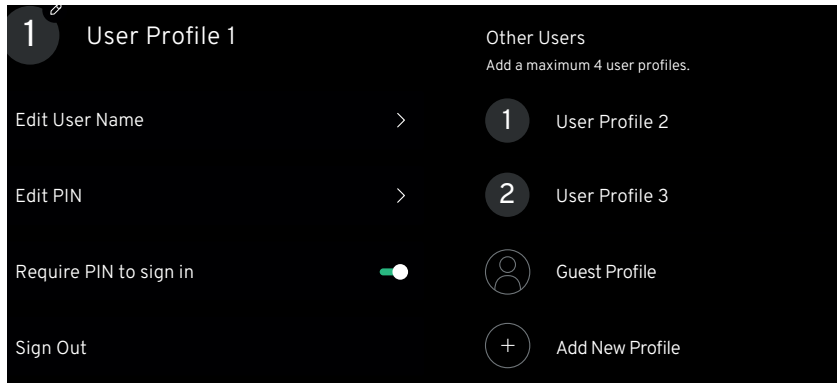 1 User Profile 1
Edit User Name
Edit PIN
Require PIN to sign in
Sign Out
Other Users
Add a maximum 4 user profiles.
1 User Profile 2
2 User Profile 3
Guest Profile
+ Add New Profile